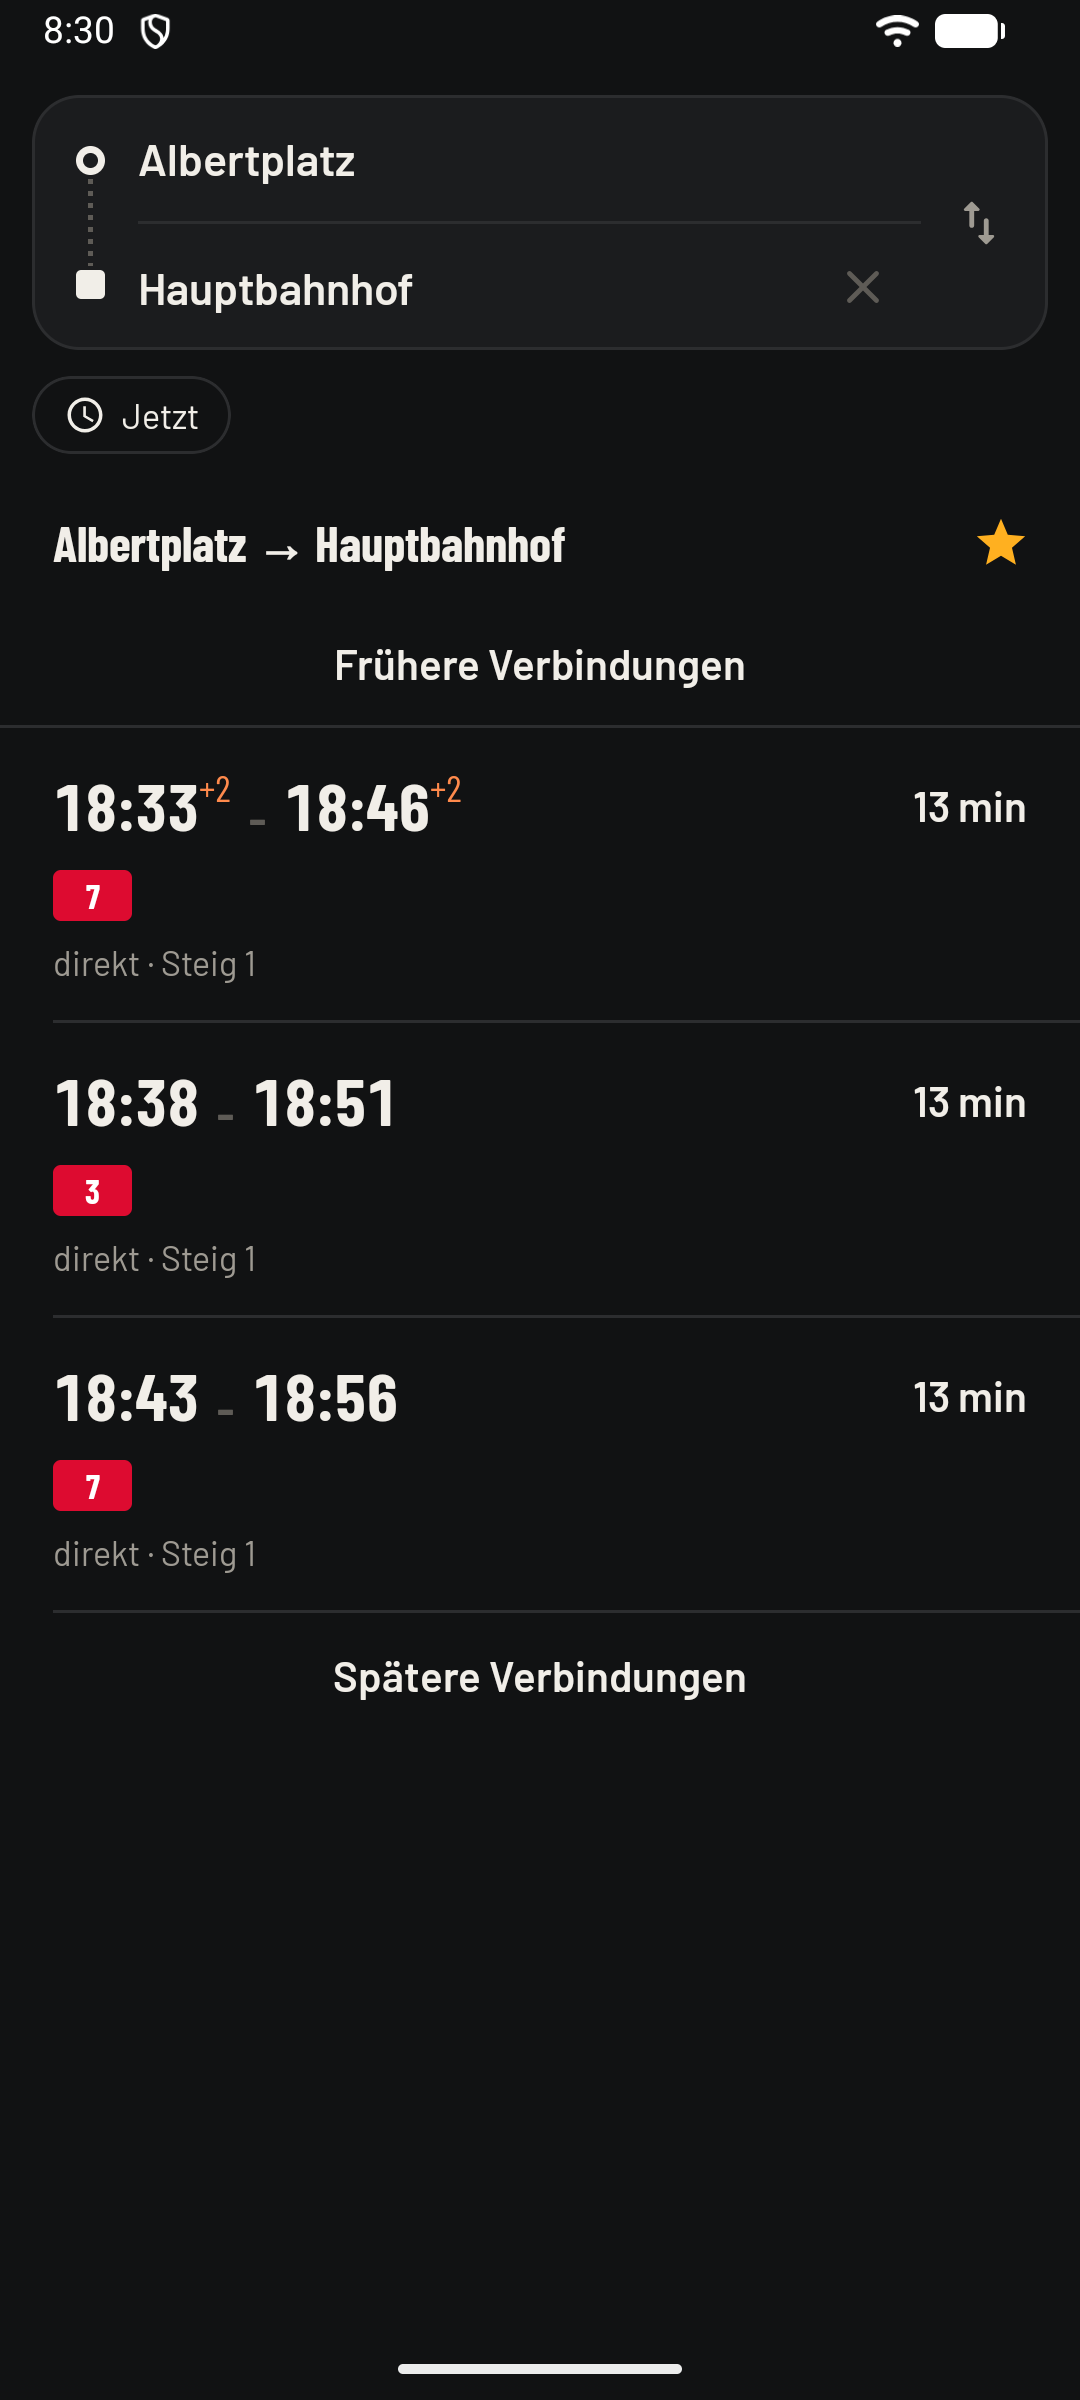 8:30
Albertplatz
Hauptbahnhof
Jetzt
Albertplatz → Hauptbahnhof
Frühere Verbindungen
18:33+2 - 18:46+2 13 min
7
direkt · Steig 1
18:38 - 18:51 13 min
3
direkt · Steig 1
18:43 - 18:56 13 min
7
direkt · Steig 1
Spätere Verbindungen